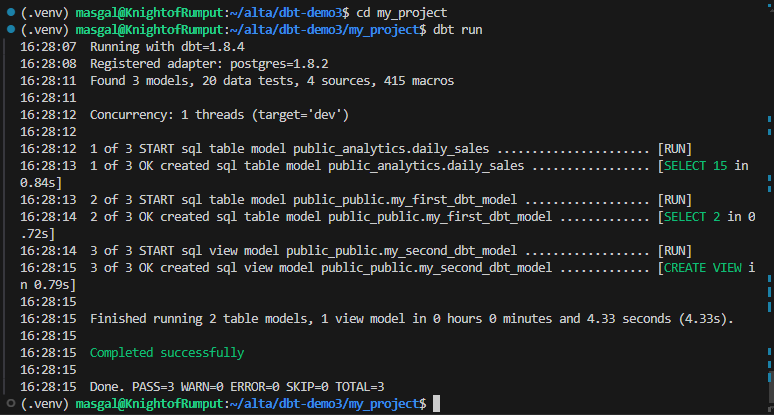 (.venv) masgal@KnightofRumput:~/alta/dbt-demo3$ cd my_project
(.venv) masgal@KnightofRumput:~/alta/dbt-demo3/my_project$ dbt run
16:28:07  Running with dbt=1.8.4
16:28:08  Registered adapter: postgres=1.8.2
16:28:11  Found 3 models, 20 data tests, 4 sources, 415 macros
16:28:11
16:28:12  Concurrency: 1 threads (target='dev')
16:28:12
16:28:12  1 of 3 START sql table model public_analytics.daily_sales ...................... [RUN]
16:28:13  1 of 3 OK created sql table model public_analytics.daily_sales ................. [SELECT 15 in
0.84s]
16:28:13  2 of 3 START sql table model public_public.my_first_dbt_model .................. [RUN]
16:28:14  2 of 3 OK created sql table model public_public.my_first_dbt_model ............. [SELECT 2 in 0
.72s]
16:28:14  3 of 3 START sql view model public_public.my_second_dbt_model .................. [RUN]
16:28:15  3 of 3 OK created sql view model public_public.my_second_dbt_model ............. [CREATE VIEW i
n 0.79s]
16:28:15
16:28:15  Finished running 2 table models, 1 view model in 0 hours 0 minutes and 4.33 seconds (4.33s).
16:28:15
16:28:15  Completed successfully
16:28:15
16:28:15  Done. PASS=3 WARN=0 ERROR=0 SKIP=0 TOTAL=3
(.venv) masgal@KnightofRumput:~/alta/dbt-demo3/my_project$